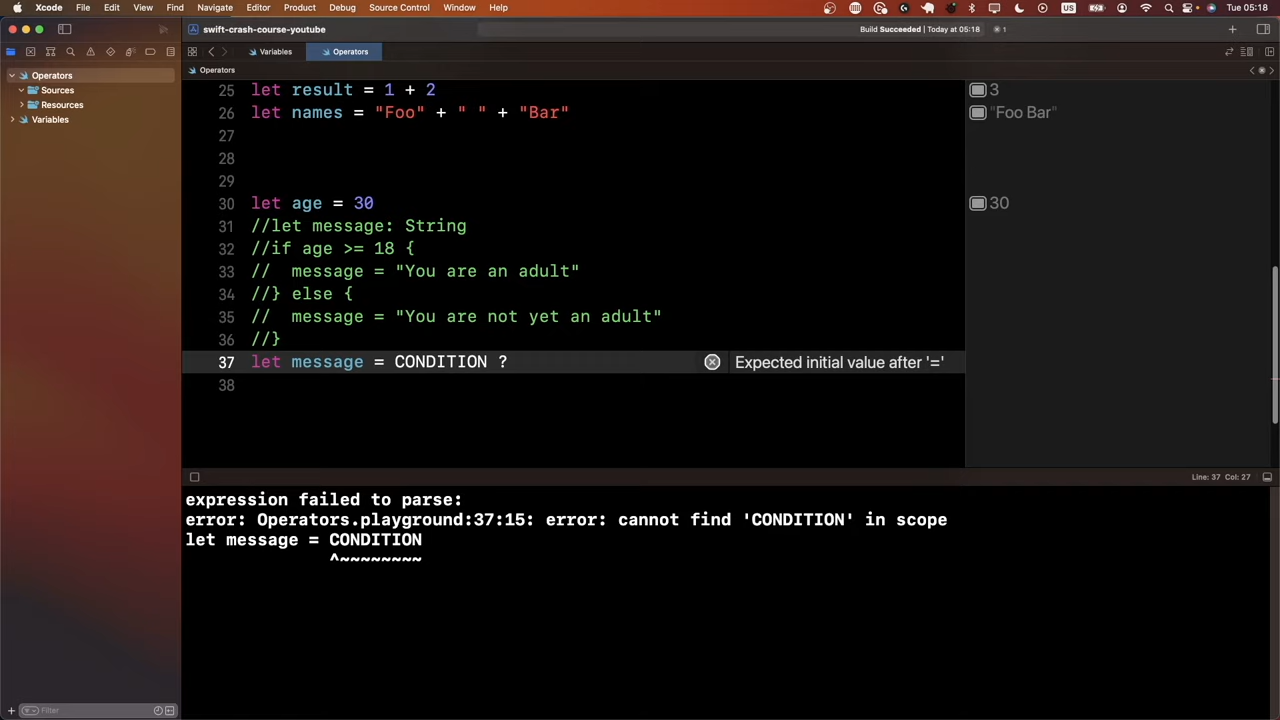 Xcode File Edit View Find Navigate Editor Product Debug Source Control Window Help US Tue 05:18
swift-crash-course-youtube Build Succeeded | Today at 05:18 1
Variables Operators
Operators
Operators
Sources
Resources
Variables
25 let result = 1 + 2 3
26 let names = "Foo" + " " + "Bar" "Foo Bar"
27
28
29
30 let age = 30 30
31 //let message: String
32 //if age >= 18 {
33 //  message = "You are an adult"
34 //} else {
35 //  message = "You are not yet an adult"
36 //}
37 let message = CONDITION ? Expected initial value after '='
38
Line: 37 Col: 27
expression failed to parse:
error: Operators.playground:37:15: error: cannot find 'CONDITION' in scope
let message = CONDITION
^~~~~~~~~
Filter